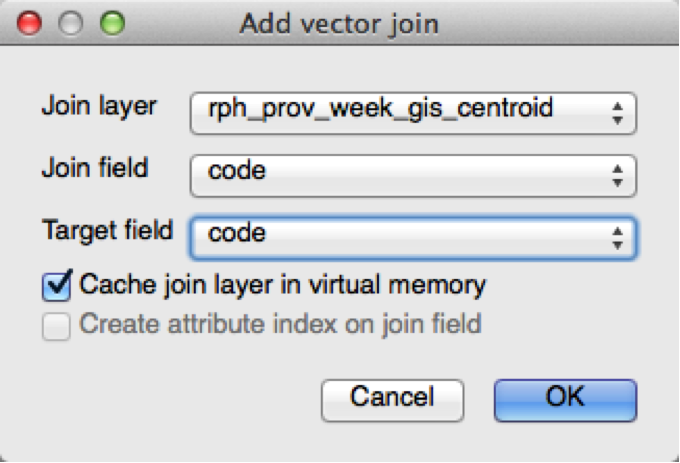 Add vector join
Join layer rph_prov_week_gis_centroid
Join field code
Target field code
Cache join layer in virtual memory
Create attribute index on join field
Cancel OK